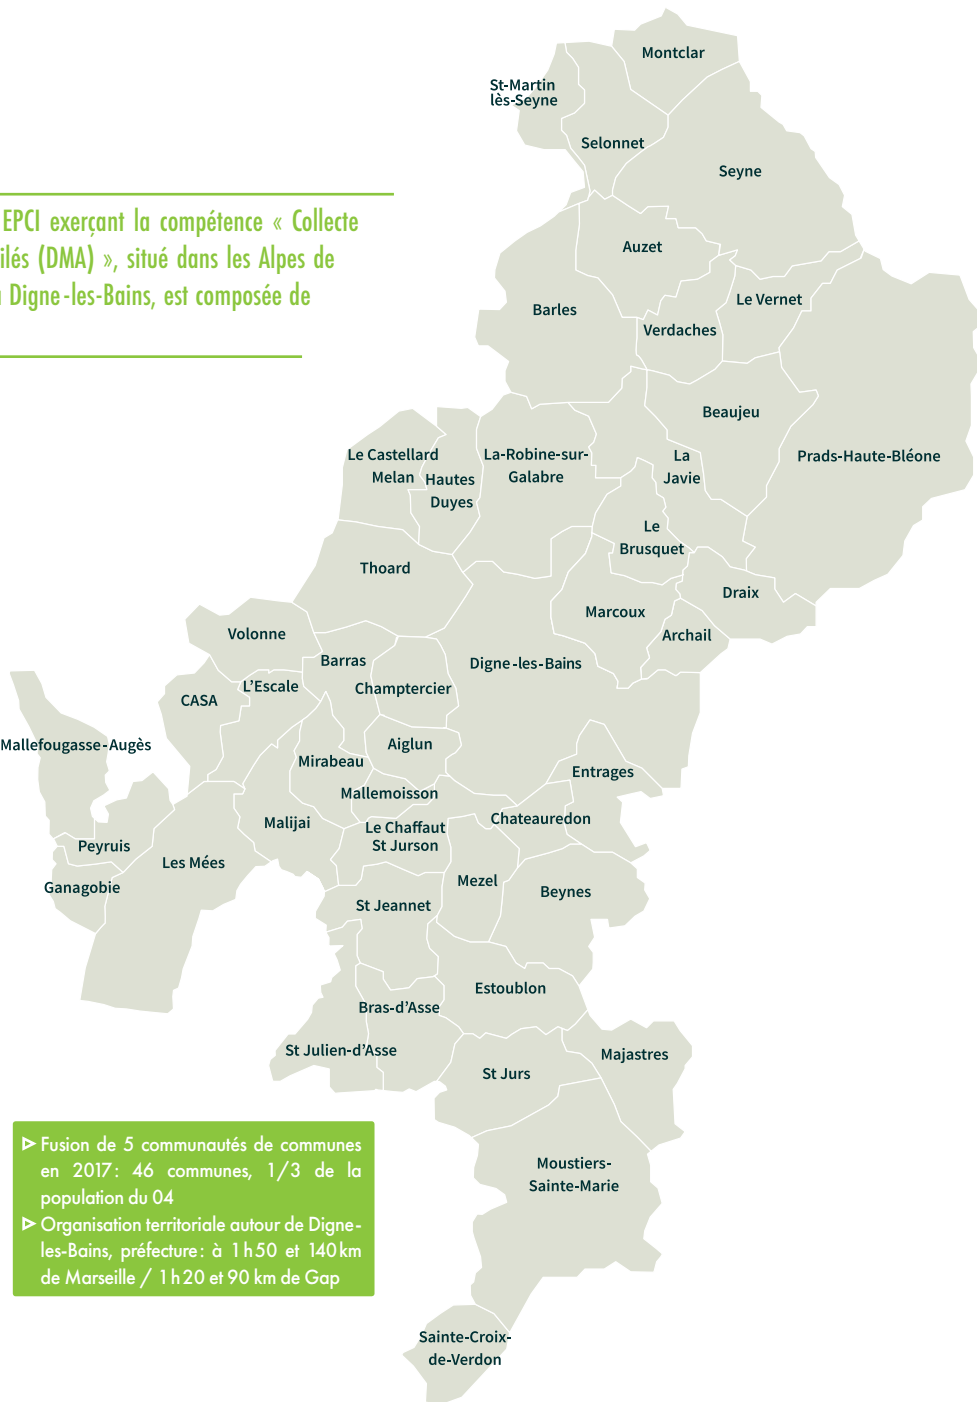 Montclar
St-Martin
lès-Seyne
Selonnet
Seyne
EPCI exerçant la compétence « Collecte
ilés (DMA) », situé dans les Alpes de
Digne-les-Bains, est composée de
Auzet
Le Vernet
Barles
Verdaches
Beaujeu
Le Castellard
Melan
Hautes
Duyes
La-Robine-sur-
Galabre
La
Javie
Prads-Haute-Bléone
Le
Brusquet
Thoard
Draix
Marcoux
Archail
Volonne
Barras
Digne-les-Bains
L'Escale
CASA
Champtercier
Mallefougasse-Augès
Aiglun
Mirabeau
Entrages
Mallemoisson
Malijai
Le Chaffaut
St Jurson
Chateauredon
Peyruis
Les Mées
Ganagobie
Mezel
Beynes
St Jeannet
Estoublon
Bras-d'Asse
St Julien-d'Asse
St Jurs
Majastres
Fusion de 5 communautés de communes
en 2017: 46 communes, 1/3 de la
population du 04
Organisation territoriale autour de Digne-
les-Bains, préfecture: à 1h50 et 140km
de Marseille / 1h20 et 90 km de Gap
Moustiers-
Sainte-Marie
Sainte-Croix-
de-Verdon